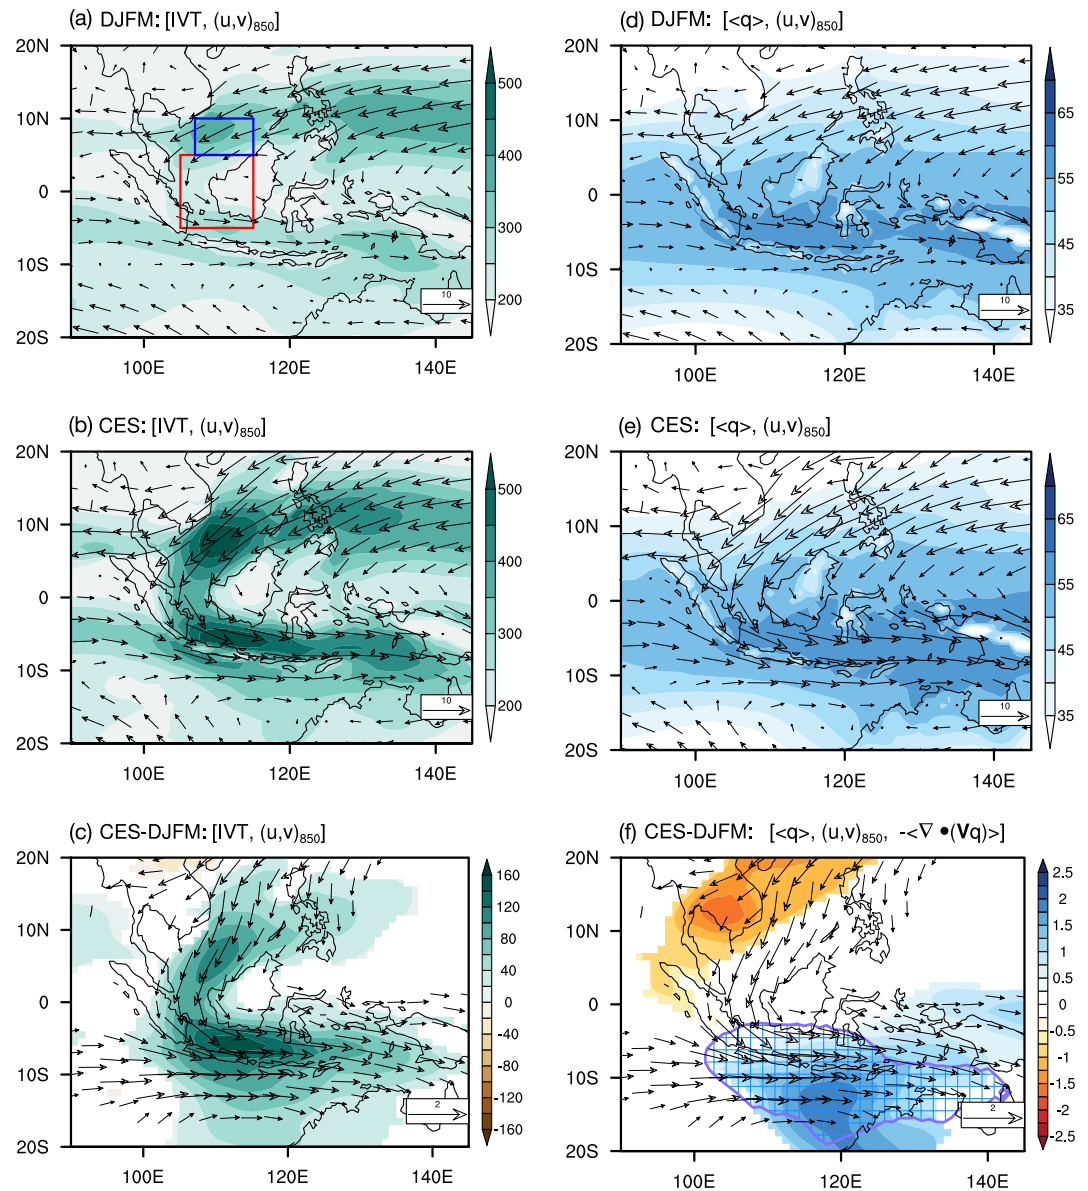 (a) DJFM: [IVT, (u,v)850]
20N
10N
0
10S
20S
100E 120E 140E
10
500
400
300
200
(d) DJFM: [<q>, (u,v)850]
20N
10N
0
10S
20S
100E 120E 140E
10
65
55
45
35
(b) CES: [IVT, (u,v)850]
20N
10N
0
10S
20S
100E 120E 140E
10
500
400
300
200
(e) CES: [<q>, (u,v)850]
20N
10N
0
10S
20S
100E 120E 140E
10
65
55
45
35
(c) CES-DJFM: [IVT, (u,v)850]
20N
10N
0
10S
20S
100E 120E 140E
2
160
120
80
40
0
-40
-80
-120
-160
(f) CES-DJFM: [<q>, (u,v)850, -<∇ •(Vq)>]
20N
10N
0
10S
20S
100E 120E 140E
2
2.5
2
1.5
1
0.5
0
-0.5
-1
-1.5
-2
-2.5